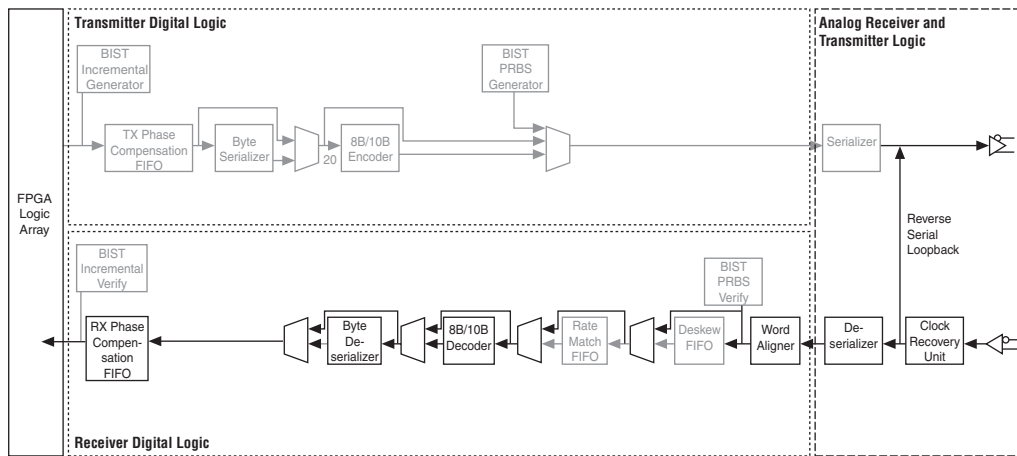 Transmitter Digital Logic
Analog Receiver and
Transmitter Logic
BIST
Incremental
Generator
BIST
PRBS
Generator
TX Phase
Compensation
FIFO
Byte
Serializer
20
8B/10B
Encoder
Serializer
FPGA
Logic
Array
Reverse
Serial
Loopback
BIST
Incremental
Verify
BIST
PRBS
Verify
RX Phase
Compen-
sation
FIFO
Byte
De-
serializer
8B/10B
Decoder
Rate
Match
FIFO
Deskew
FIFO
Word
Aligner
De-
serializer
Clock
Recovery
Unit
Receiver Digital Logic